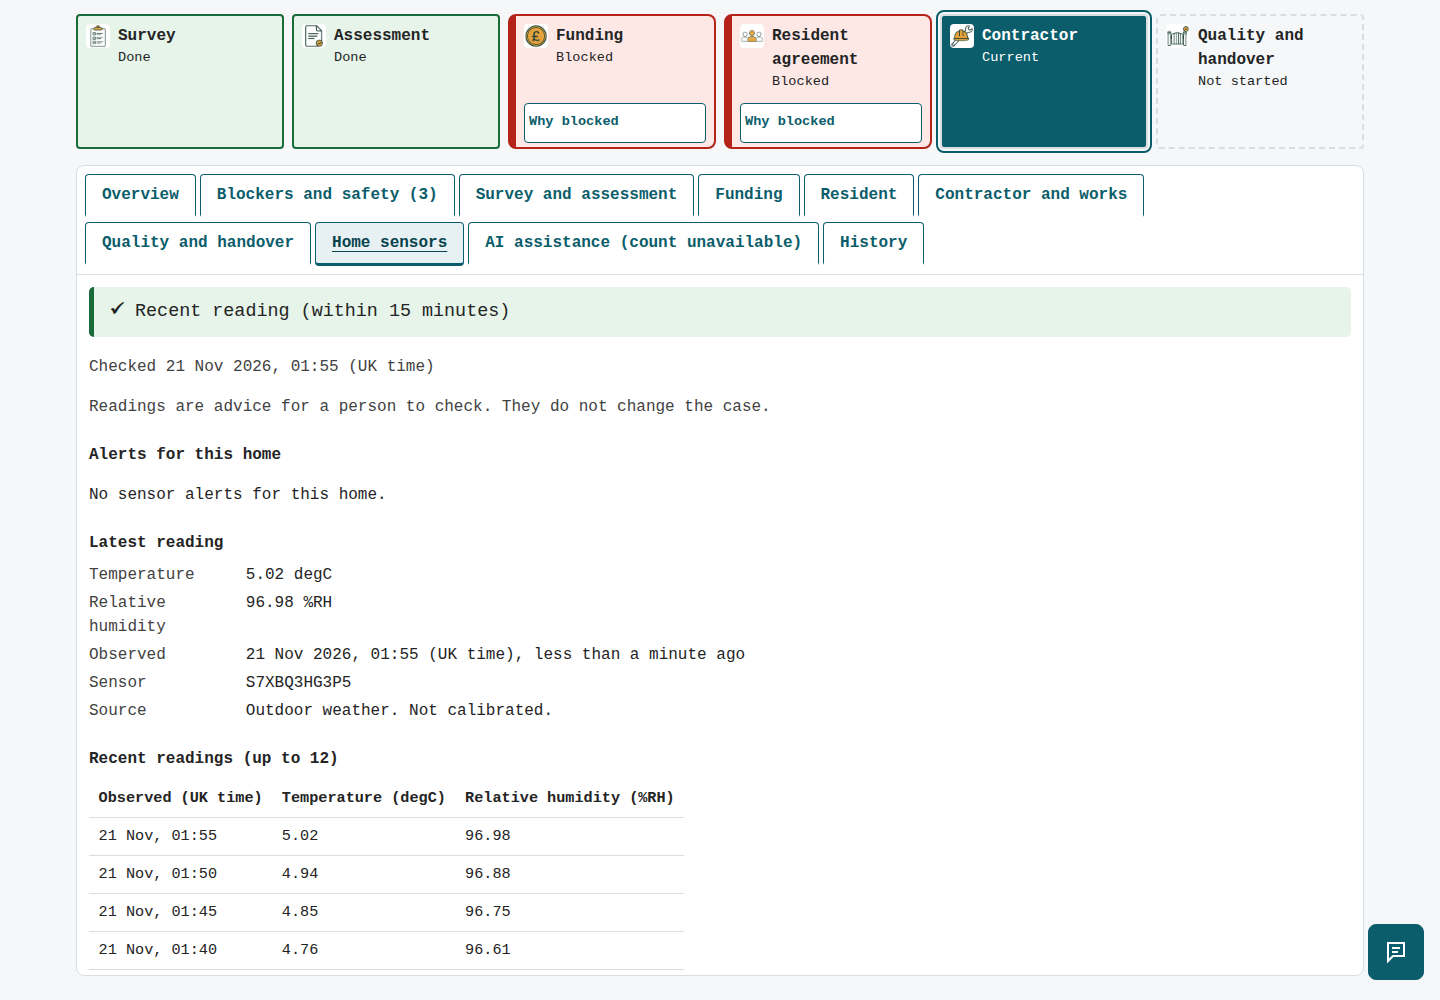 Survey
Done
Assessment
Done
£
Funding
Blocked
Why blocked
Resident
agreement
Blocked
Why blocked
Contractor
Current
Quality and
handover
Not started
Overview
Blockers and safety (3)
Survey and assessment
Funding
Resident
Contractor and works
Quality and handover
Home sensors
AI assistance (count unavailable)
History
✓ Recent reading (within 15 minutes)
Checked 21 Nov 2026, 01:55 (UK time)
Readings are advice for a person to check. They do not change the case.
Alerts for this home
No sensor alerts for this home.
Latest reading
Temperature 5.02 degC
Relative humidity 96.98 %RH
Observed 21 Nov 2026, 01:55 (UK time), less than a minute ago
Sensor S7XBQ3HG3P5
Source Outdoor weather. Not calibrated.
Recent readings (up to 12)
Observed (UK time) Temperature (degC) Relative humidity (%RH)
21 Nov, 01:55 5.02 96.98
21 Nov, 01:50 4.94 96.88
21 Nov, 01:45 4.85 96.75
21 Nov, 01:40 4.76 96.61